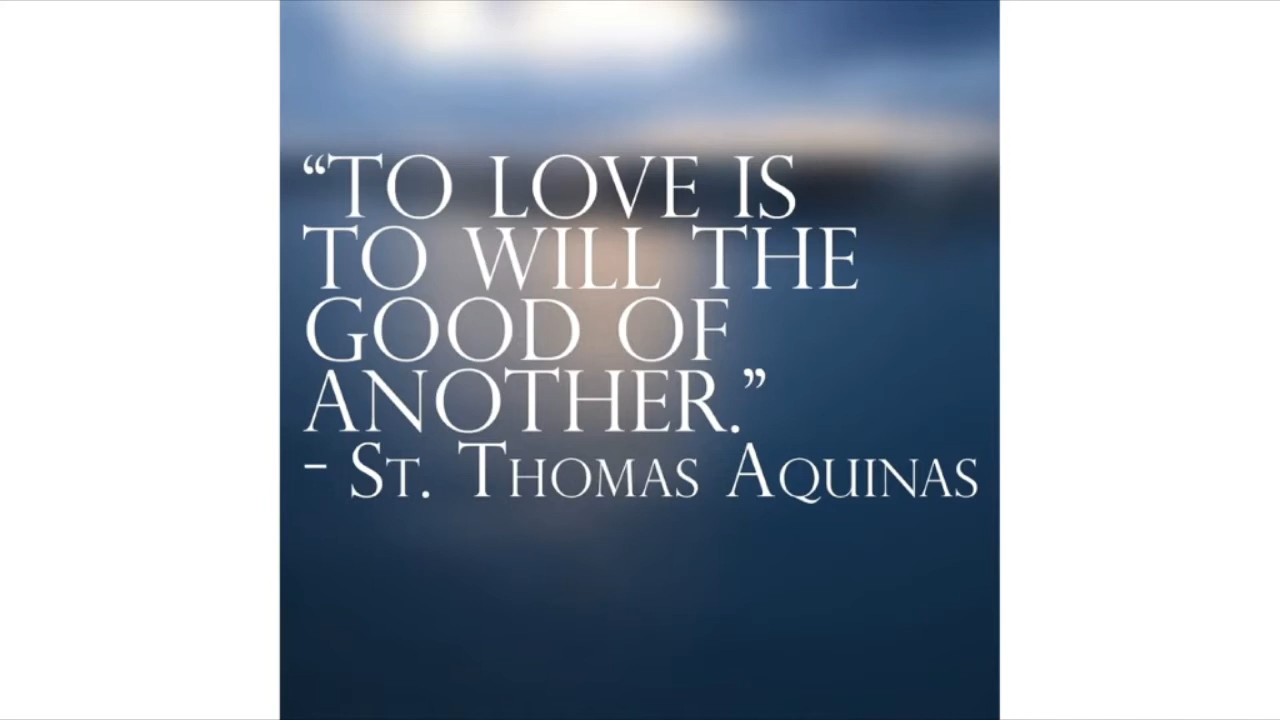 “TO LOVE IS
TO WILL THE
GOOD OF
ANOTHER.”
- ST. THOMAS AQUINAS